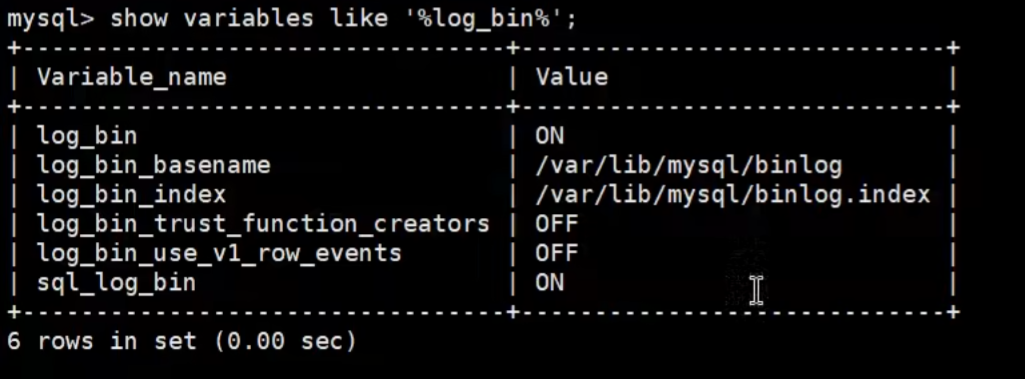 mysql> show variables like '%log_bin%';
+---------------------------------+-----------------------------+
| Variable_name                   | Value                       |
+---------------------------------+-----------------------------+
| log_bin                         | ON                          |
| log_bin_basename                | /var/lib/mysql/binlog       |
| log_bin_index                   | /var/lib/mysql/binlog.index |
| log_bin_trust_function_creators | OFF                         |
| log_bin_use_v1_row_events       | OFF                         |
| sql_log_bin                     | ON                          |
+---------------------------------+-----------------------------+
6 rows in set (0.00 sec)